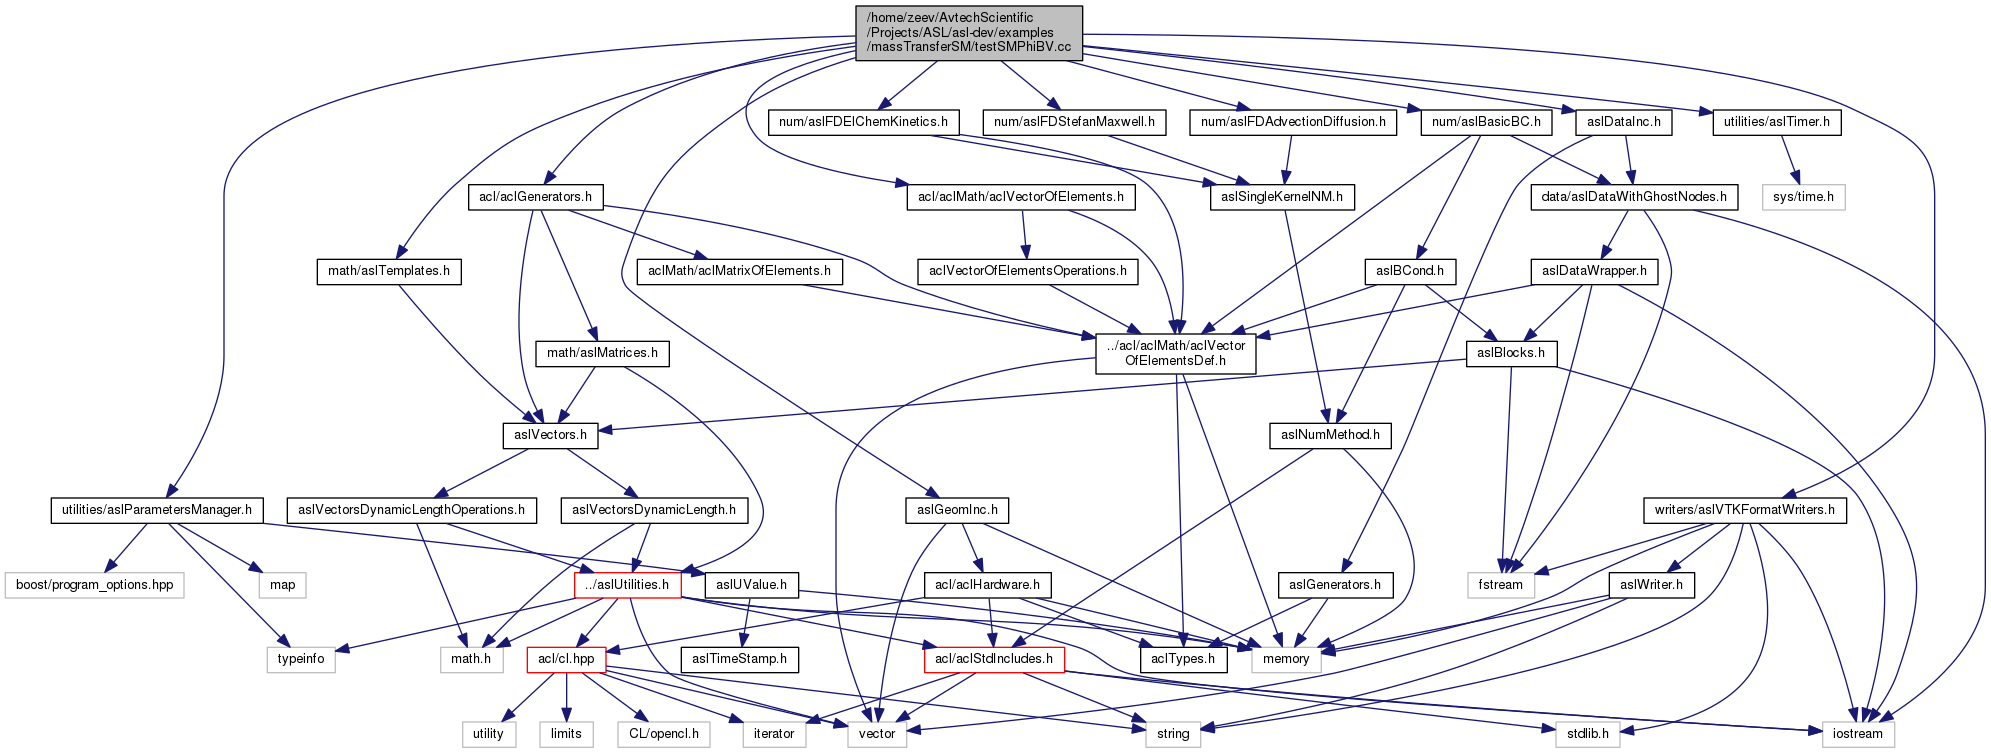 /home/zeev/AvtechScientific
/Projects/ASL/asl-dev/examples
/massTransferSM/testSMPhiBV.cc
num/aslFDElChemKinetics.h
num/aslFDStefanMaxwell.h
num/aslFDAdvectionDiffusion.h
num/aslBasicBC.h
aslDataInc.h
utilities/aslTimer.h
acl/aclGenerators.h
acl/aclMath/aclVectorOfElements.h
aslSingleKernelNM.h
data/aslDataWithGhostNodes.h
sys/time.h
math/aslTemplates.h
aclMath/aclMatrixOfElements.h
aclVectorOfElementsOperations.h
aslBCond.h
aslDataWrapper.h
math/aslMatrices.h
../acl/aclMath/aclVector
OfElementsDef.h
aslBlocks.h
aslVectors.h
aslNumMethod.h
utilities/aslParametersManager.h
aslVectorsDynamicLengthOperations.h
aslVectorsDynamicLength.h
aslGeomInc.h
writers/aslVTKFormatWriters.h
boost/program_options.hpp
map
../aslUtilities.h
aslUValue.h
acl/aclHardware.h
aslGenerators.h
fstream
aslWriter.h
typeinfo
math.h
acl/cl.hpp
aslTimeStamp.h
acl/aclStdIncludes.h
aclTypes.h
memory
utility
limits
CL/opencl.h
iterator
vector
string
stdlib.h
iostream